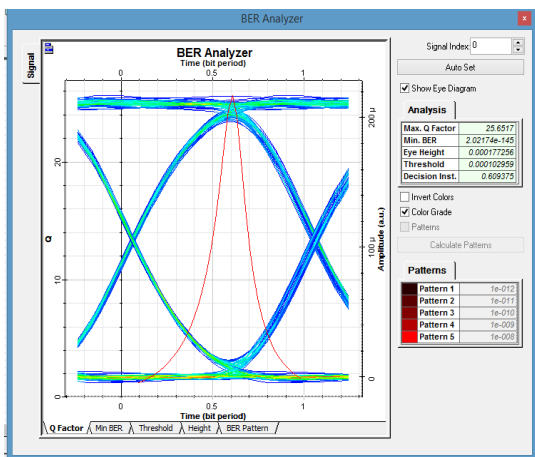 BER Analyzer
Signal
BER Analyzer
Time (bit period)
0 0.5 1
Q
0 10 20
Amplitude (a.u.)
0 100 µ 200 µ
0 0.5 1
Time (bit period)
Q Factor Min BER Threshold Height BER Pattern
Signal Index: 0
Auto Set
Show Eye Diagram
Analysis
Max. Q Factor 25.6517
Min. BER 2.02174e-145
Eye Height 0.000177256
Threshold 0.000102959
Decision Inst. 0.609375
Invert Colors
Color Grade
Patterns
Calculate Patterns
Patterns
Pattern 1 1e-012
Pattern 2 1e-011
Pattern 3 1e-010
Pattern 4 1e-009
Pattern 5 1e-008